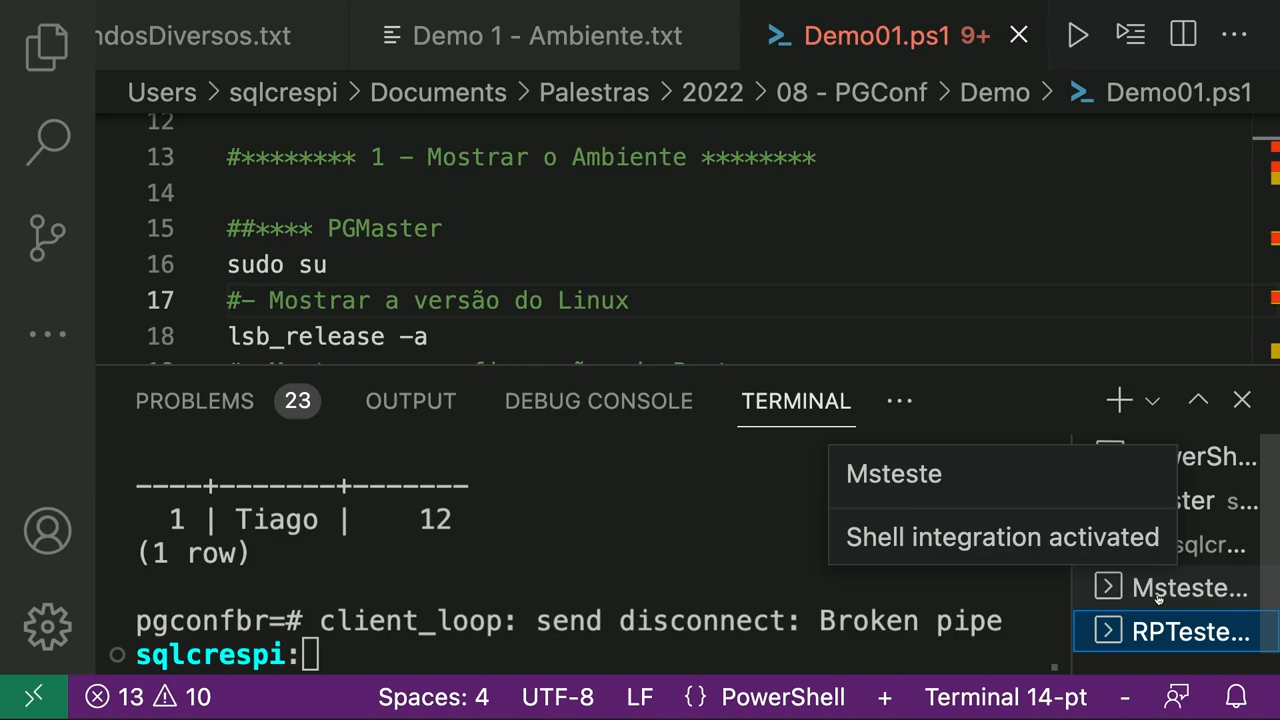 ndosDiversos.txt
Demo 1 - Ambiente.txt
Demo01.ps1 9+
Users > sqlcrespi > Documents > Palestras > 2022 > 08 - PGConf > Demo > Demo01.ps1
12
13 #******** 1 - Mostrar o Ambiente ********
14
15 ##**** PGMaster
16 sudo su
17 #- Mostrar a versão do Linux
18 lsb_release -a
PROBLEMS 23 OUTPUT DEBUG CONSOLE TERMINAL
----+-------+-------
1 | Tiago | 12
(1 row)
pgconfbr=# client_loop: send disconnect: Broken pipe
sqlcrespi:
Msteste
Shell integration activated
werSh...
ster s...
sqlcr...
Msteste...
RPTeste...
13 10 Spaces: 4 UTF-8 LF {} PowerShell + Terminal 14-pt -